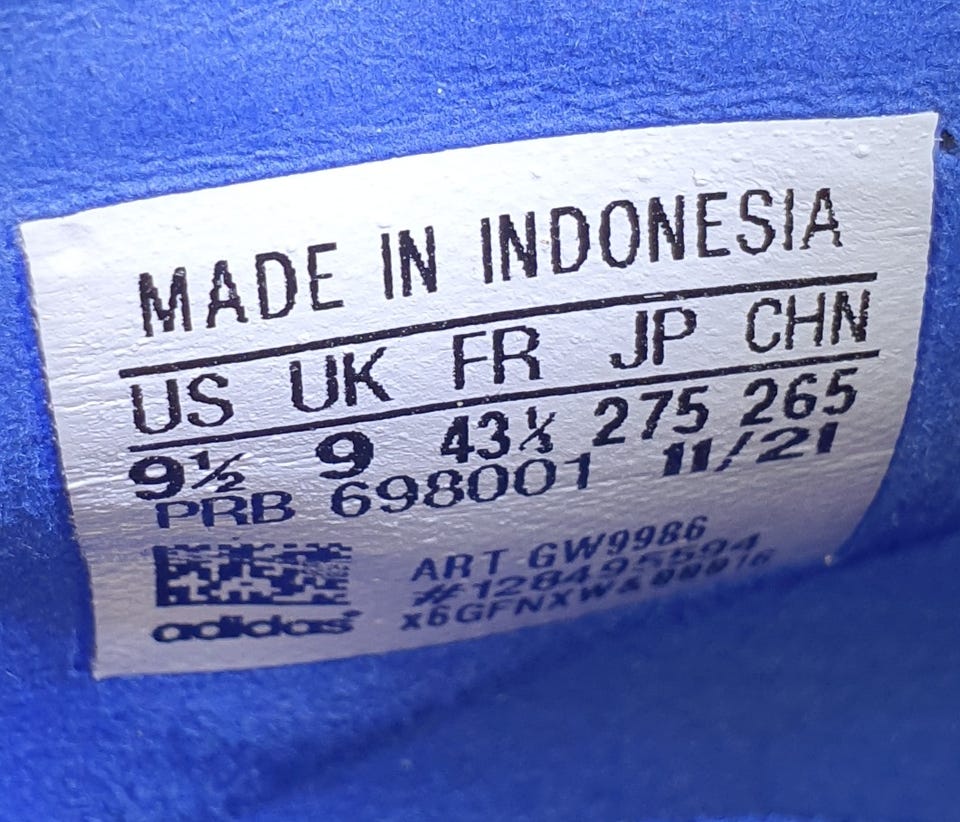 MADE IN INDONESIA
US UK FR JP CHN
9½ 9 43⅓ 275 265
PRB 698001 11/21
ART GW9986
#128495594
adidas